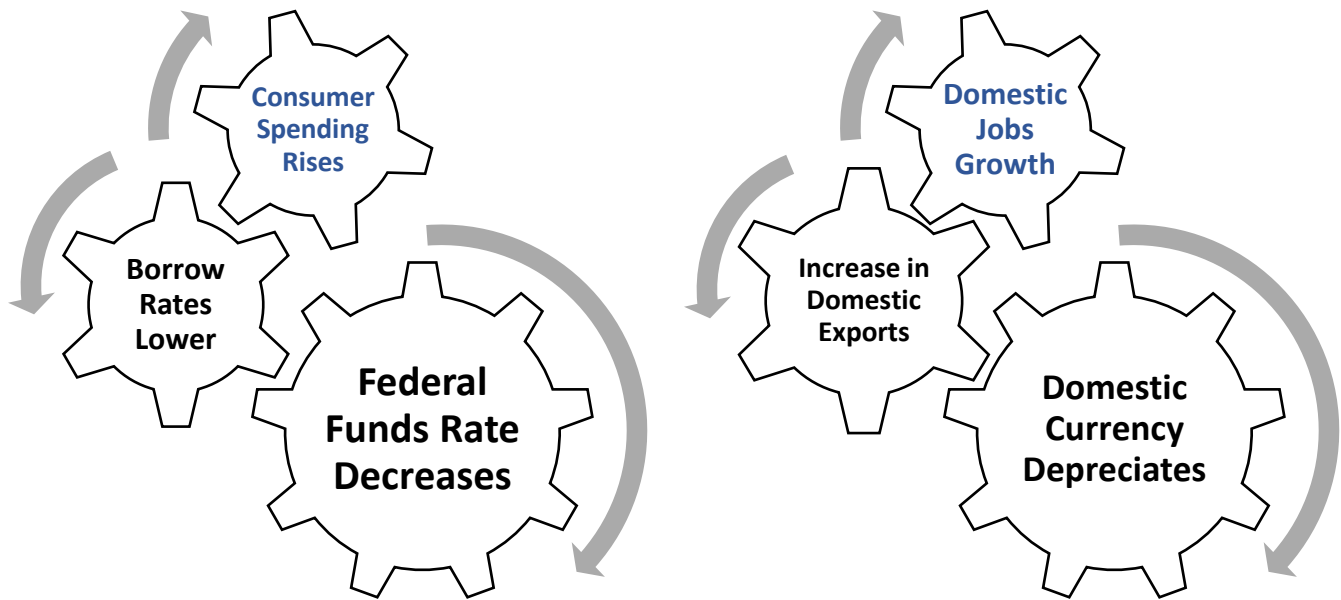 Consumer
Spending
Rises
Borrow
Rates
Lower
Federal
Funds Rate
Decreases
Domestic
Jobs
Growth
Increase in
Domestic
Exports
Domestic
Currency
Depreciates